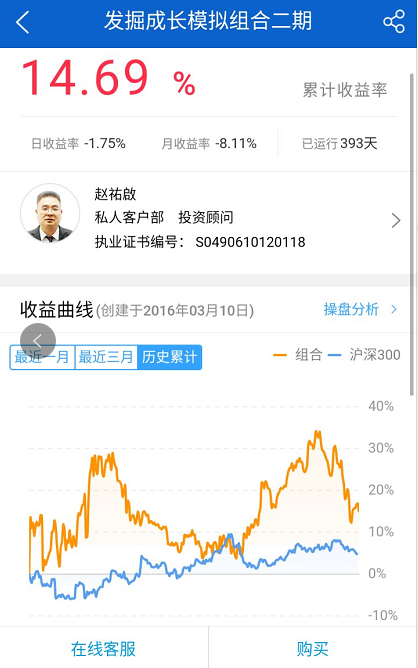 发掘成长模拟组合二期
14.69 %
累计收益率
日收益率 -1.75% 月收益率 -8.11% 已运行 393天
赵祐啟
私人客户部 投资顾问
执业证书编号： S0490610120118
收益曲线(创建于2016年03月10日) 操盘分析
最近一月 最近三月 历史累计 组合 沪深300
40%
30%
20%
10%
0%
-10%
在线客服 购买